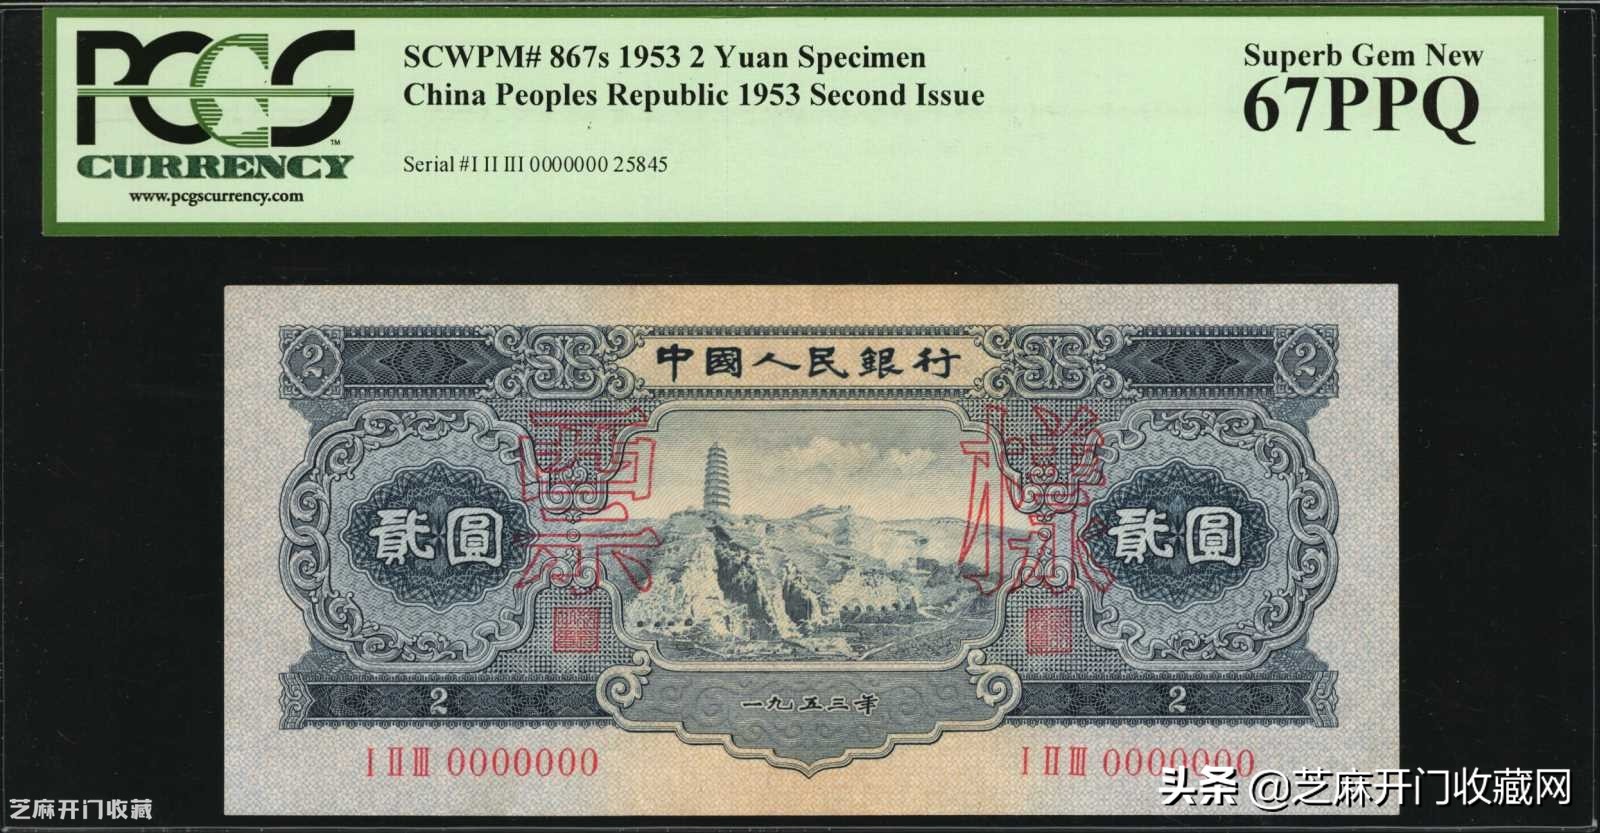 PCGS
CURRENCY
www.pcgscurrency.com
SCWPM# 867s 1953 2 Yuan Specimen
China Peoples Republic 1953 Second Issue
Serial #I II III 0000000 25845
Superb Gem New
67PPQ
2
中國人民銀行
2
票
樣
貳圓
貳圓
2
一九五三年
2
I II III 0000000
I II III 0000000
芝麻开门收藏
头条 @芝麻开门收藏网